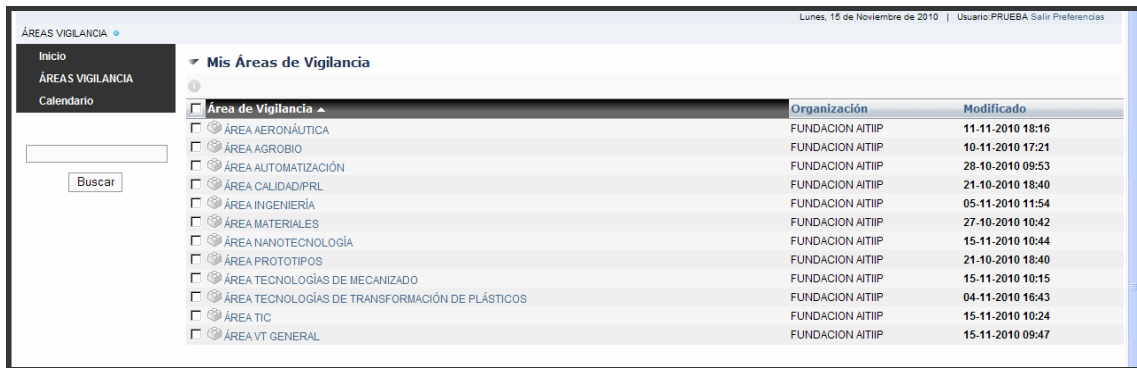 Lunes, 15 de Noviembre de 2010 | Usuario:PRUEBA Salir Preferencias
ÁREAS VIGILANCIA
Inicio
ÁREAS VIGILANCIA
Calendario
Buscar
Mis Áreas de Vigilancia
Área de Vigilancia Organización Modificado
ÁREA AERONÁUTICA FUNDACION AITIIP 11-11-2010 18:16
ÁREA AGROBIO FUNDACION AITIIP 10-11-2010 17:21
ÁREA AUTOMATIZACIÓN FUNDACION AITIIP 28-10-2010 09:53
ÁREA CALIDAD/PRL FUNDACION AITIIP 21-10-2010 18:40
ÁREA INGENIERÌA FUNDACION AITIIP 05-11-2010 11:54
ÁREA MATERIALES FUNDACION AITIIP 27-10-2010 10:42
ÁREA NANOTECNOLOGÌA FUNDACION AITIIP 15-11-2010 10:44
ÁREA PROTOTIPOS FUNDACION AITIIP 21-10-2010 18:40
ÁREA TECNOLOGÌAS DE MECANIZADO FUNDACION AITIIP 15-11-2010 10:15
ÁREA TECNOLOGÌAS DE TRANSFORMACIÓN DE PLÁSTICOS FUNDACION AITIIP 04-11-2010 16:43
ÁREA TIC FUNDACION AITIIP 15-11-2010 10:24
ÁREA VT GENERAL FUNDACION AITIIP 15-11-2010 09:47